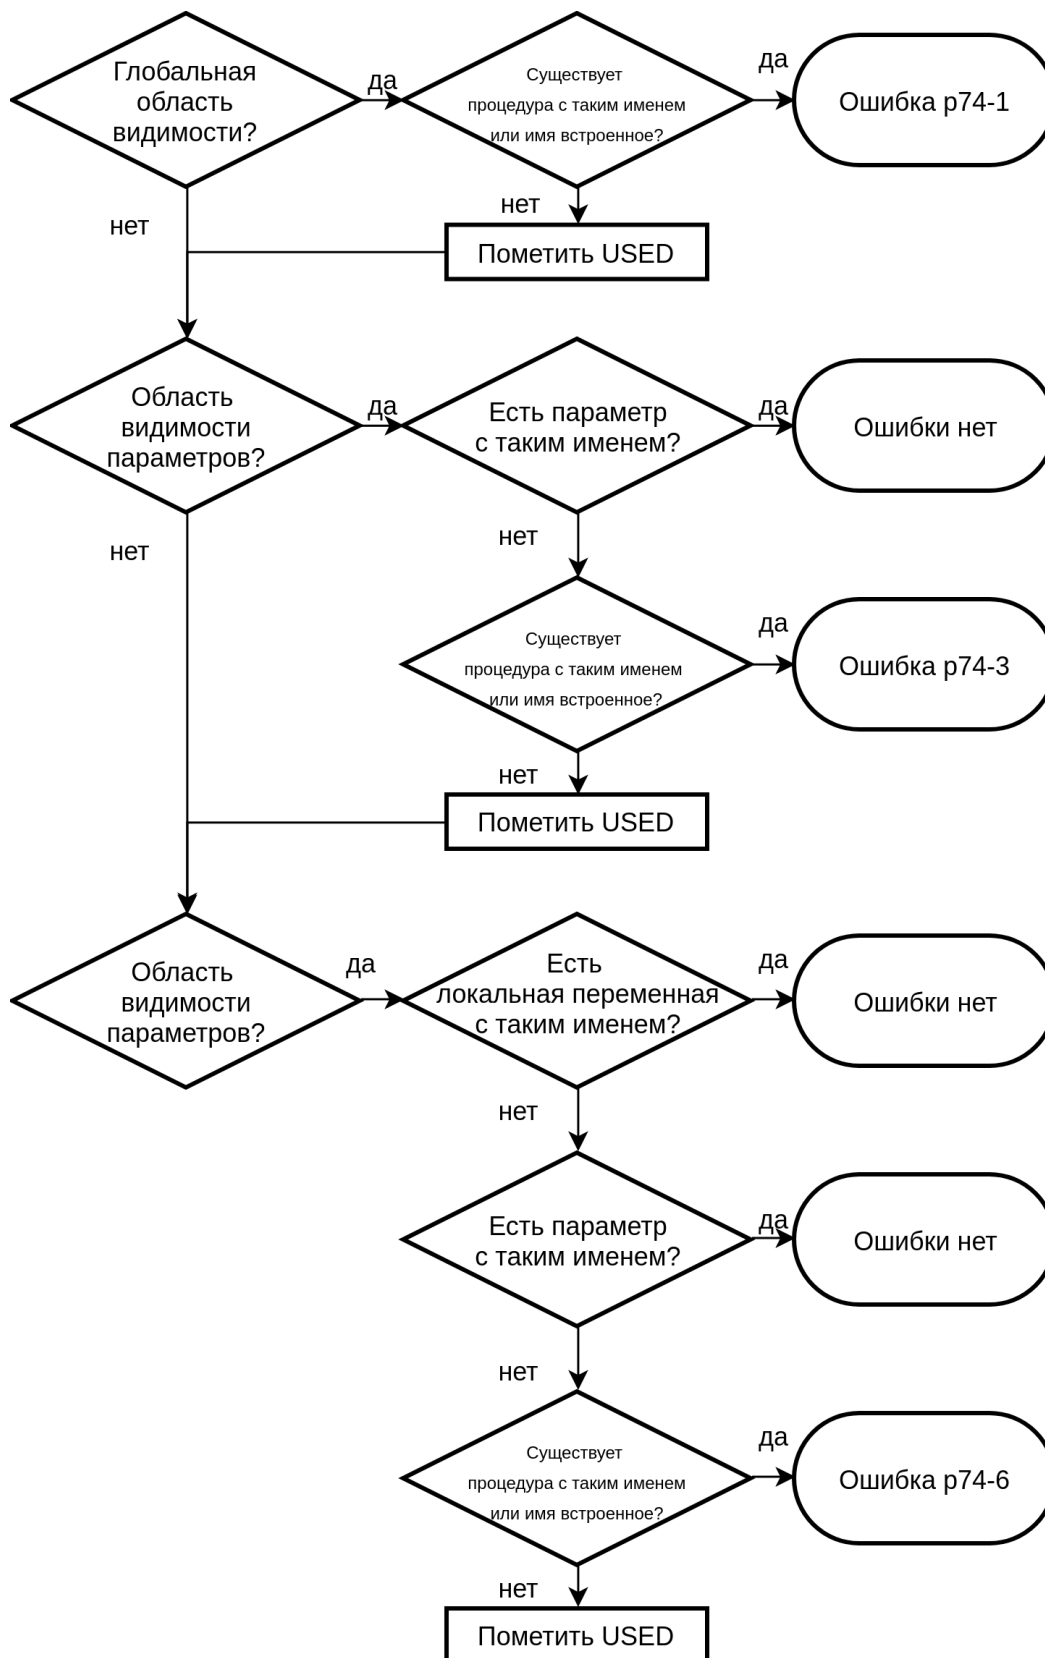 Глобальная
область
видимости?
да
Существует
процедура с таким именем
или имя встроенное?
да
Ошибка p74-1
нет
нет
Пометить USED
Область
видимости
параметров?
да
Есть параметр
с таким именем?
да
Ошибки нет
нет
нет
Существует
процедура с таким именем
или имя встроенное?
да
Ошибка p74-3
нет
Пометить USED
Область
видимости
параметров?
да
Есть
локальная переменная
с таким именем?
да
Ошибки нет
нет
Есть параметр
с таким именем?
да
Ошибки нет
нет
Существует
процедура с таким именем
или имя встроенное?
да
Ошибка p74-6
нет
Пометить USED